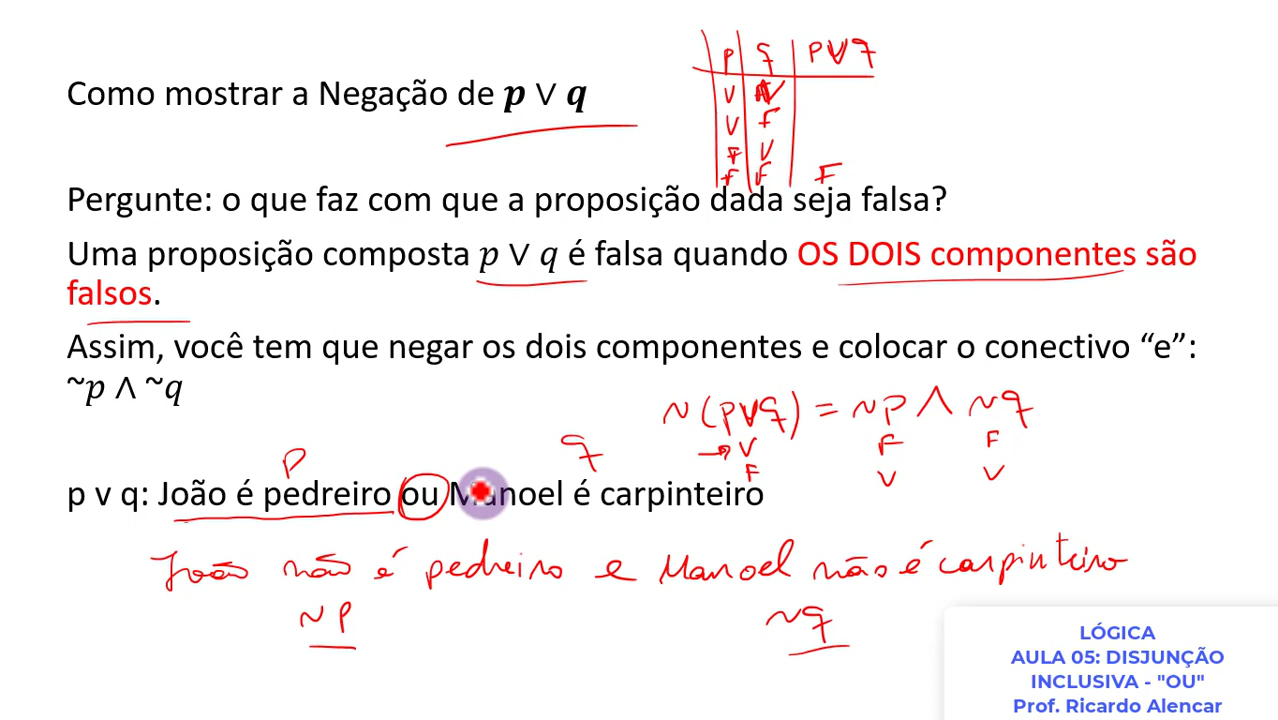 p q p∨q
Como mostrar a Negação de p ∨ q
V V
V F
F V
F F F
Pergunte: o que faz com que a proposição dada seja falsa?
Uma proposição composta p ∨ q é falsa quando OS DOIS componentes são
falsos.
Assim, você tem que negar os dois componentes e colocar o conectivo “e”:
~p ∧ ~q
~(p∨q) = ~p ∧ ~q
→ V F F
F V V
p q
p v q: João é pedreiro ou Manoel é carpinteiro
João não é pedreiro e Manoel não é carpinteiro
~p ~q
LÓGICA
AULA 05: DISJUNÇÃO
INCLUSIVA - "OU"
Prof. Ricardo Alencar